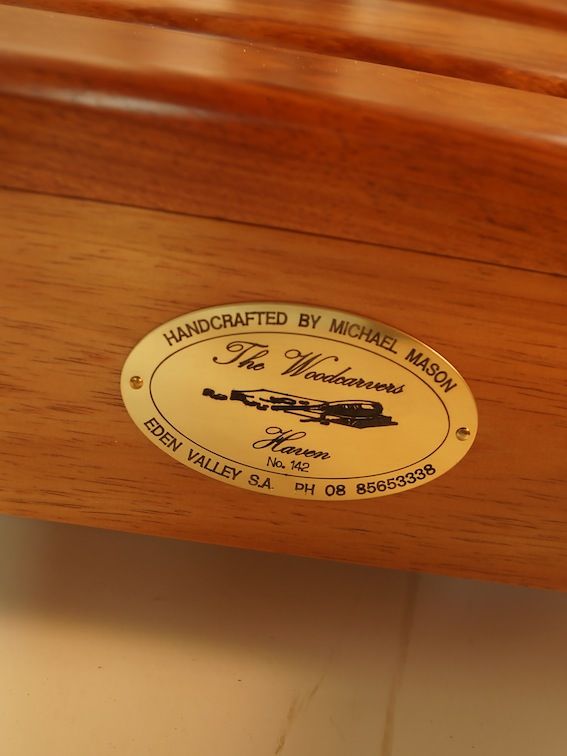 HANDCRAFTED BY MICHAEL MASON
The Woodcarvers
Haven
No. 142
EDEN VALLEY S.A. PH 08 85653338